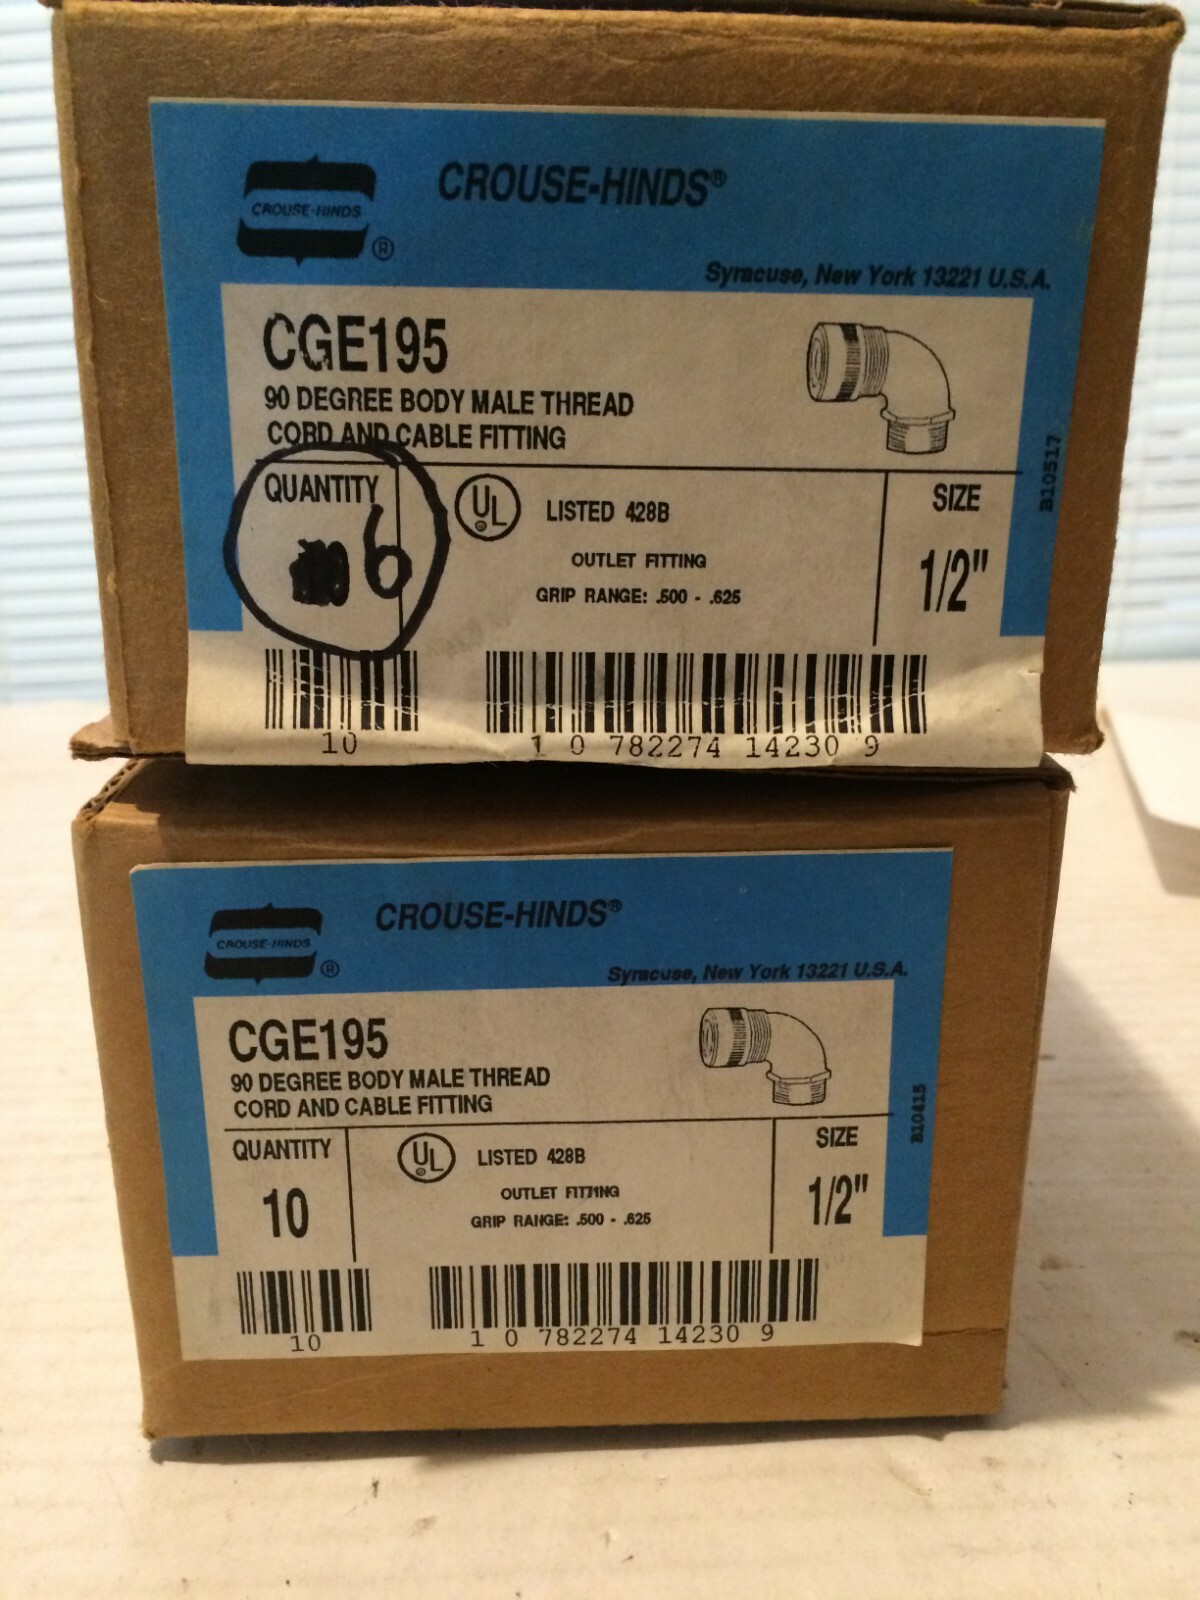 CROUSE-HINDS
®
CROUSE-HINDS®
Syracuse, New York 13221 U.S.A.
CGE195
90 DEGREE BODY MALE THREAD
CORD AND CABLE FITTING
QUANTITY
6
UL
®
LISTED 428B
OUTLET FITTING
GRIP RANGE: .500 - .625
SIZE
1/2"
B10517
10
1 0 782274 14230 9
CROUSE-HINDS
®
CROUSE-HINDS®
Syracuse, New York 13221 U.S.A.
CGE195
90 DEGREE BODY MALE THREAD
CORD AND CABLE FITTING
QUANTITY
10
UL
®
LISTED 428B
OUTLET FITTING
GRIP RANGE: .500 - .625
SIZE
1/2"
B10415
10
1 0 782274 14230 9